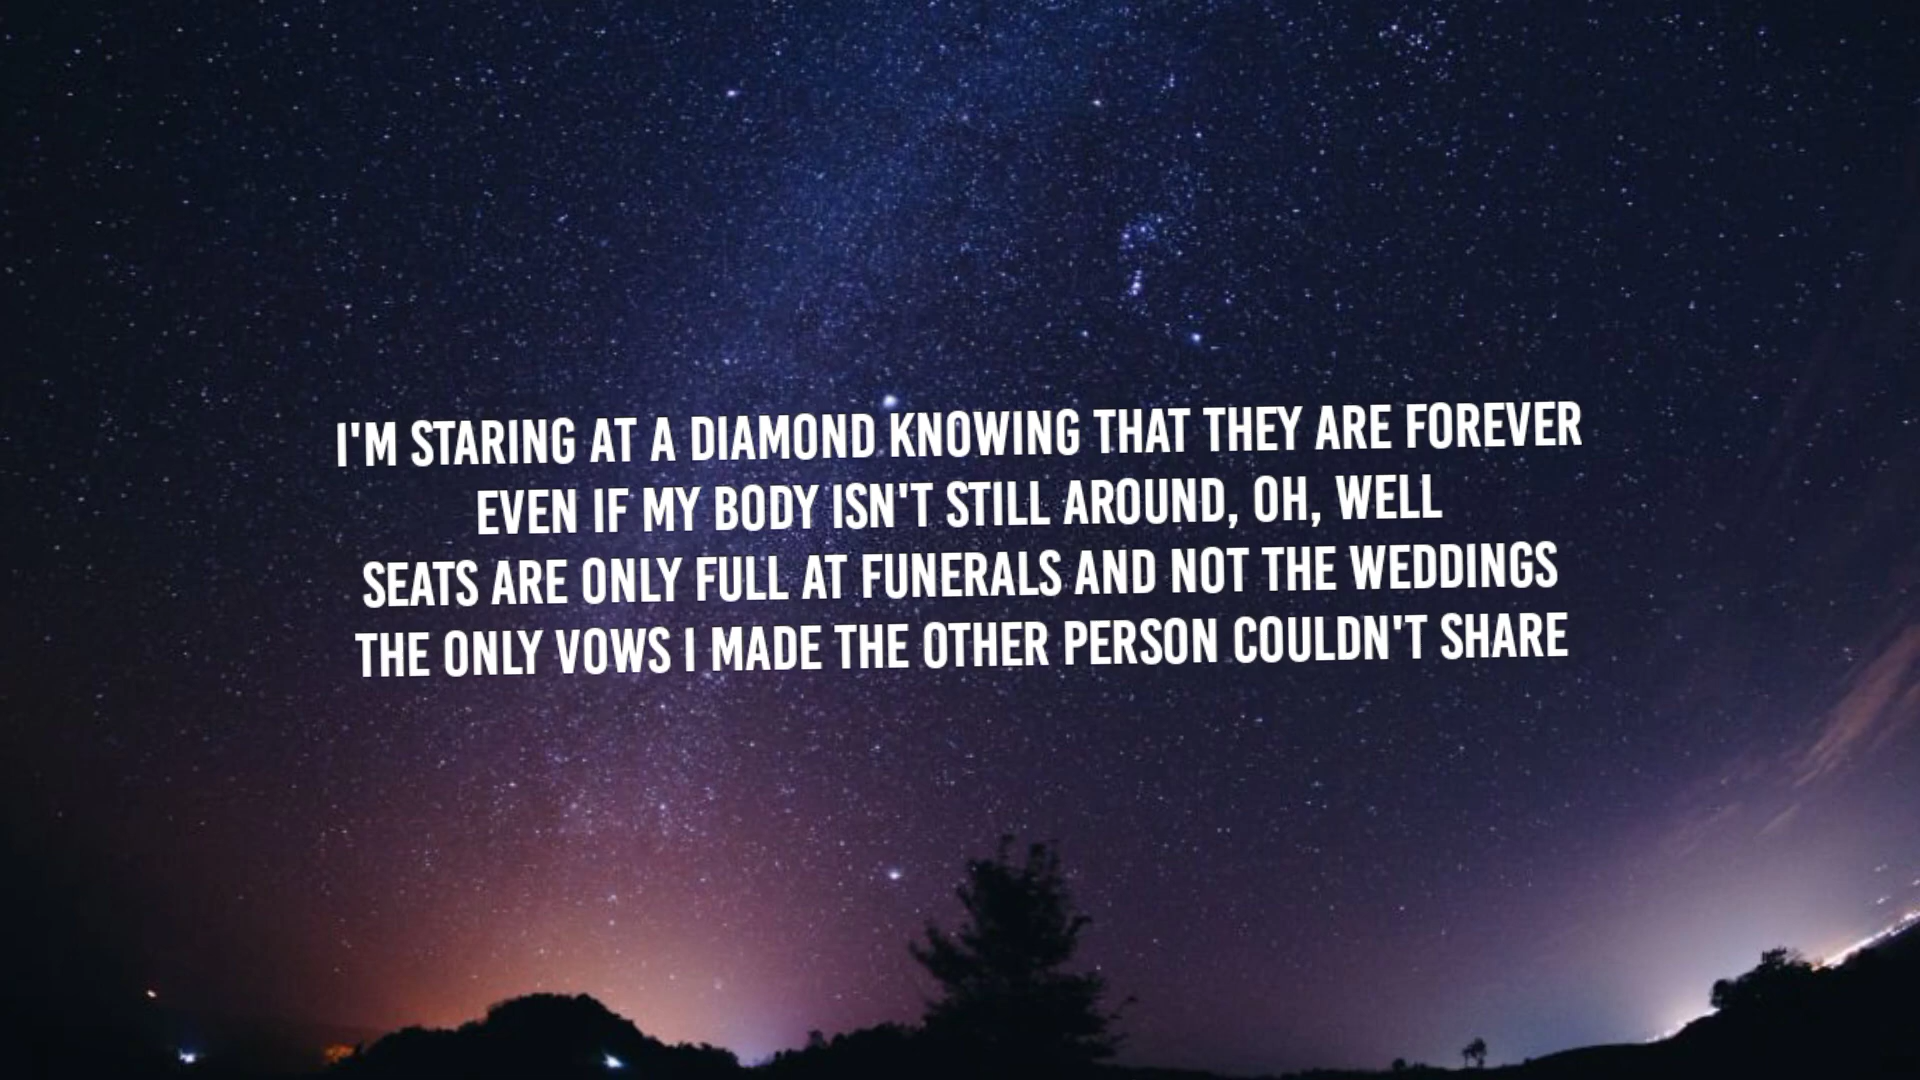 I'M STARING AT A DIAMOND KNOWING THAT THEY ARE FOREVER
EVEN IF MY BODY ISN'T STILL AROUND, OH, WELL
SEATS ARE ONLY FULL AT FUNERALS AND NOT THE WEDDINGS
THE ONLY VOWS I MADE THE OTHER PERSON COULDN'T SHARE